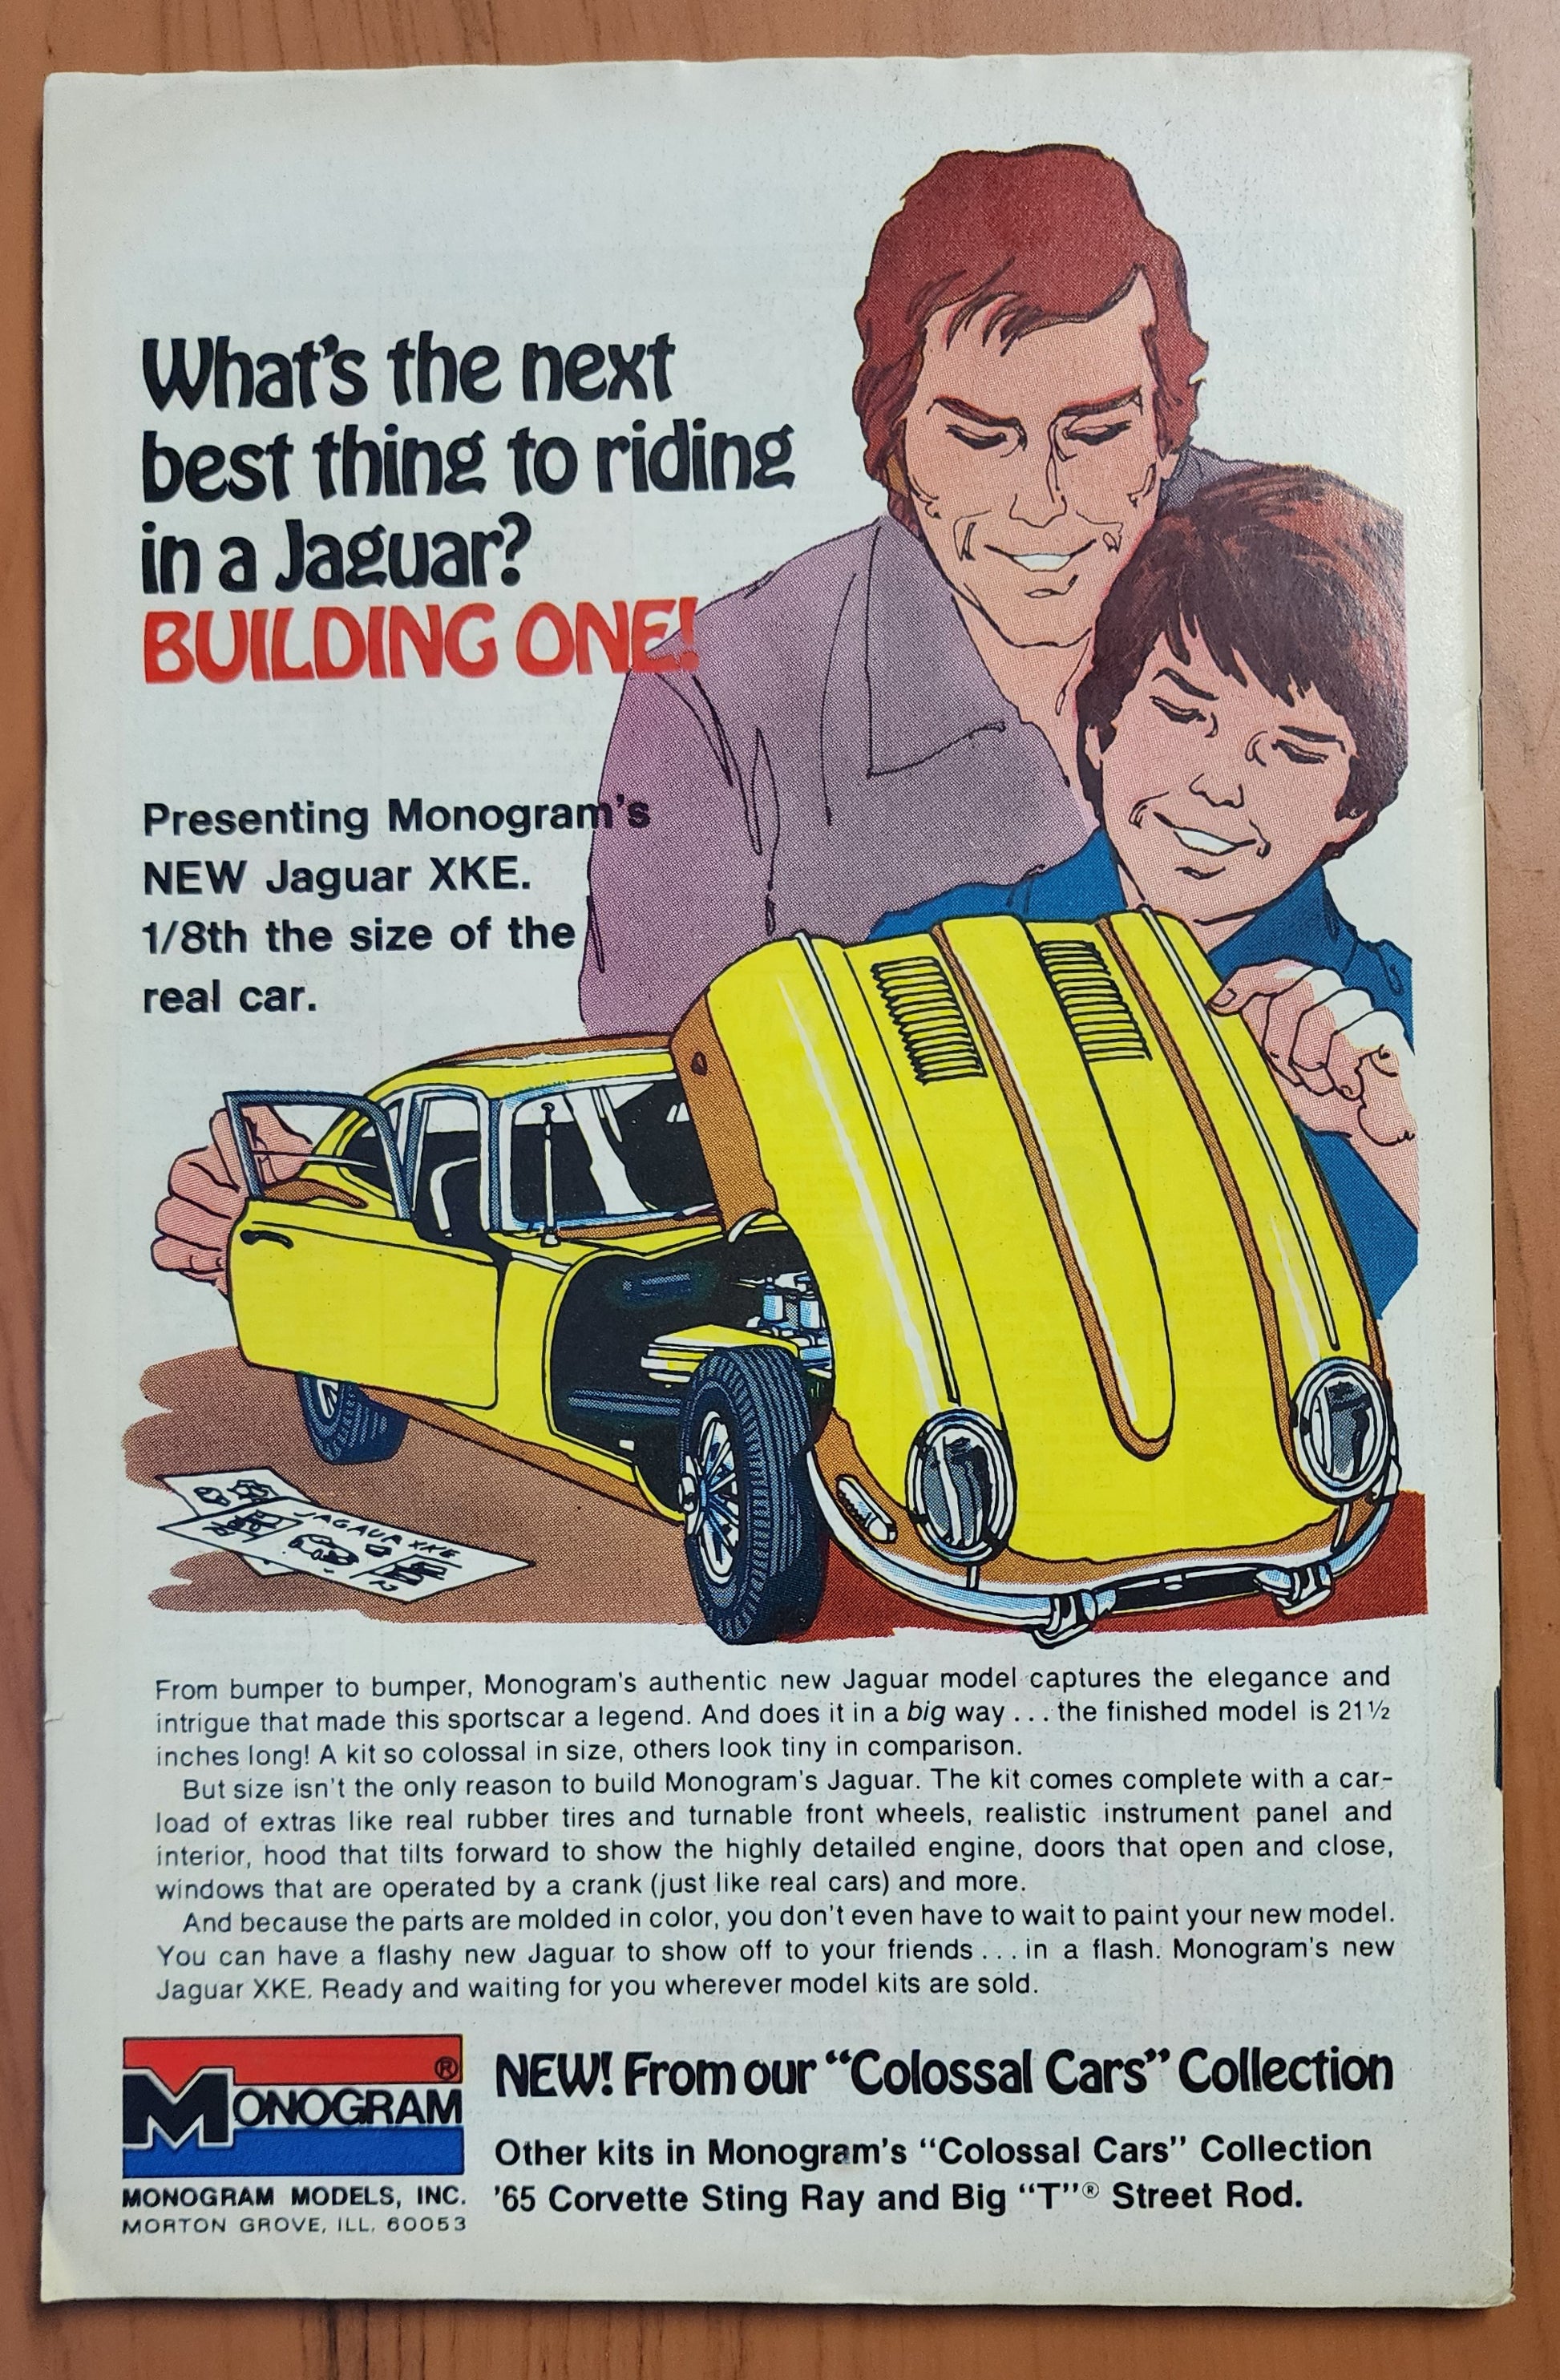 What's the next
best thing to riding
in a Jaguar?
BUILDING ONE!
Presenting Monogram's
NEW Jaguar XKE.
1/8th the size of the
real car.
JAGAUR XKE
From bumper to bumper, Monogram's authentic new Jaguar model captures the elegance and
intrigue that made this sportscar a legend. And does it in a big way . . . the finished model is 21½
inches long! A kit so colossal in size, others look tiny in comparison.
But size isn't the only reason to build Monogram's Jaguar. The kit comes complete with a car-
load of extras like real rubber tires and turnable front wheels, realistic instrument panel and
interior, hood that tilts forward to show the highly detailed engine, doors that open and close,
windows that are operated by a crank (just like real cars) and more.
And because the parts are molded in color, you don't even have to wait to paint your new model.
You can have a flashy new Jaguar to show off to your friends . . . in a flash. Monogram's new
Jaguar XKE. Ready and waiting for you wherever model kits are sold.
MONOGRAM®
MONOGRAM MODELS, INC.
MORTON GROVE, ILL. 60053
NEW! From our “Colossal Cars” Collection
Other kits in Monogram's “Colossal Cars” Collection
'65 Corvette Sting Ray and Big “T”® Street Rod.